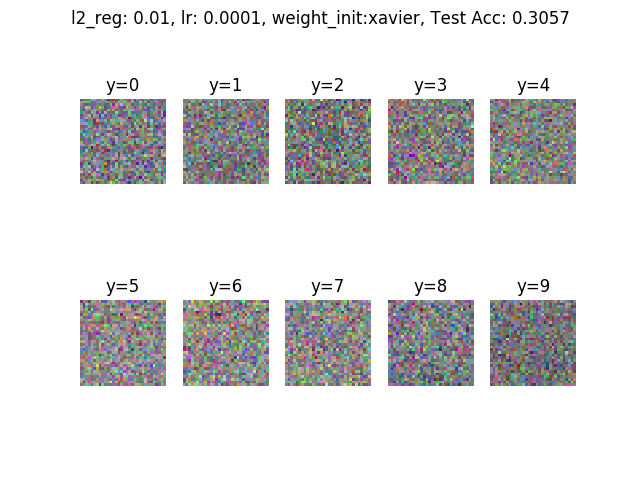 l2_reg: 0.01, lr: 0.0001, weight_init:xavier, Test Acc: 0.3057
y=0 y=1 y=2 y=3 y=4
y=5 y=6 y=7 y=8 y=9